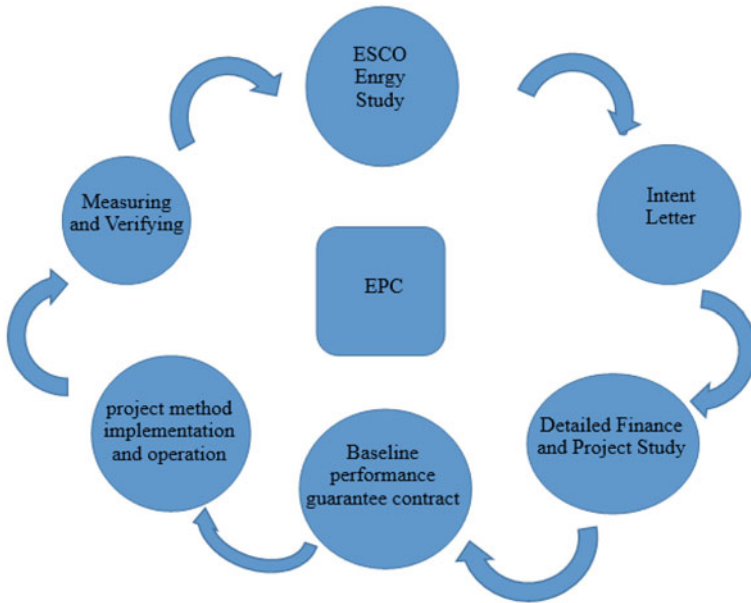 ESCO
Enrgy
Study
Intent
Letter
Detailed Finance
and Project Study
Baseline
performance
guarantee contract
project method
implementation
and operation
Measuring
and Verifying
EPC